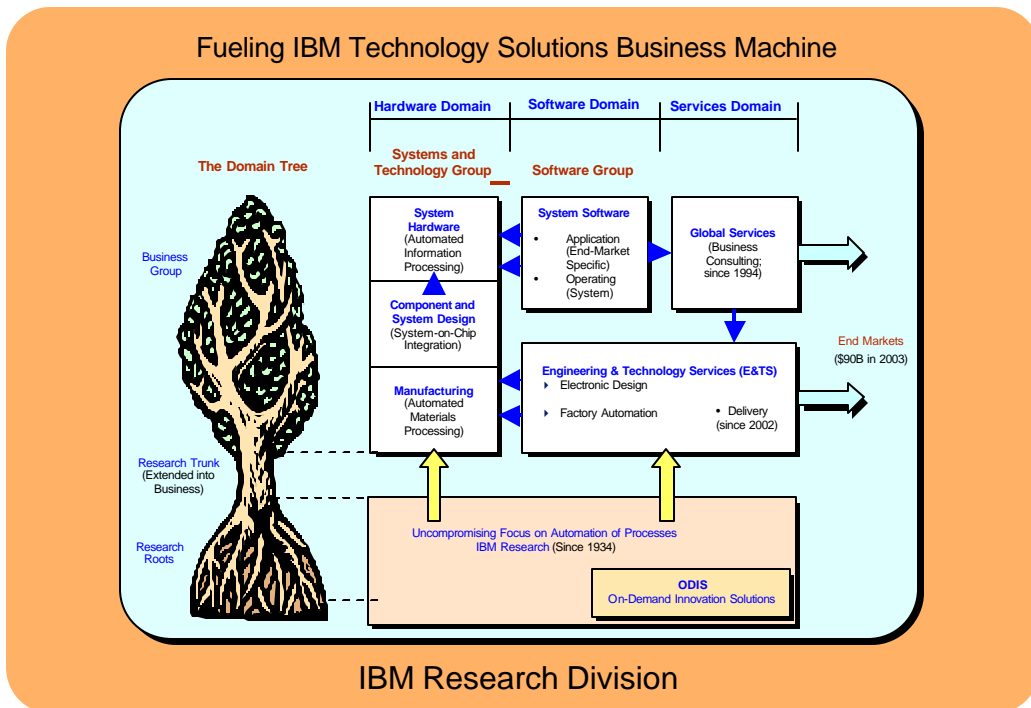 Fueling IBM Technology Solutions Business Machine
Hardware Domain
Software Domain
Services Domain
The Domain Tree
Systems and
Technology Group
Software Group
Business
Group
Research Trunk
(Extended into
Business)
Research
Roots
System
Hardware
(Automated
Information
Processing)
Component and
System Design
(System-on-Chip
Integration)
Manufacturing
(Automated
Materials
Processing)
System Software
• Application
(End-Market
Specific)
• Operating
(System)
Global Services
(Business
Consulting;
since 1994)
Engineering & Technology Services (E&TS)
Electronic Design
Factory Automation
• Delivery
(since 2002)
End Markets
($90B in 2003)
Uncompromising Focus on Automation of Processes
IBM Research (Since 1934)
ODIS
On-Demand Innovation Solutions
IBM Research Division